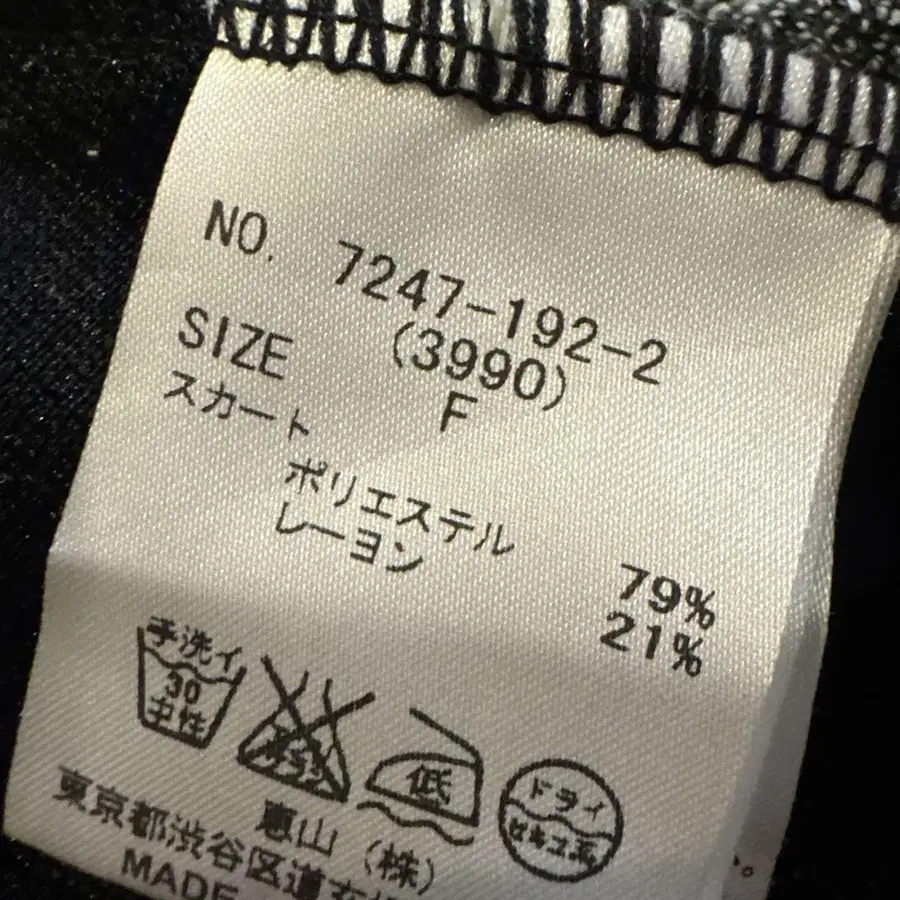 NO. 7247-192-2
(3990)
SIZE F
スカート
ポリエステル 79%
レーヨン 21%
手洗イ
30
中性
低
ドライ
セキユ系
惠山(株)
東京都渋谷区道玄
MADE